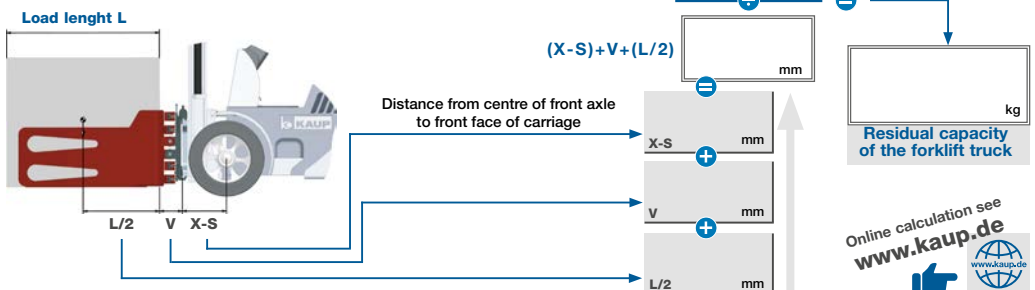 Load lenght L
(X-S)+V+(L/2)
mm
kg
Residual capacity
of the forklift truck
Distance from centre of front axle
to front face of carriage
KAUP
X-S mm
+
V mm
+
L/2 mm
=
L/2 V X-S
Online calculation see
www.kaup.de
www.kaup.de